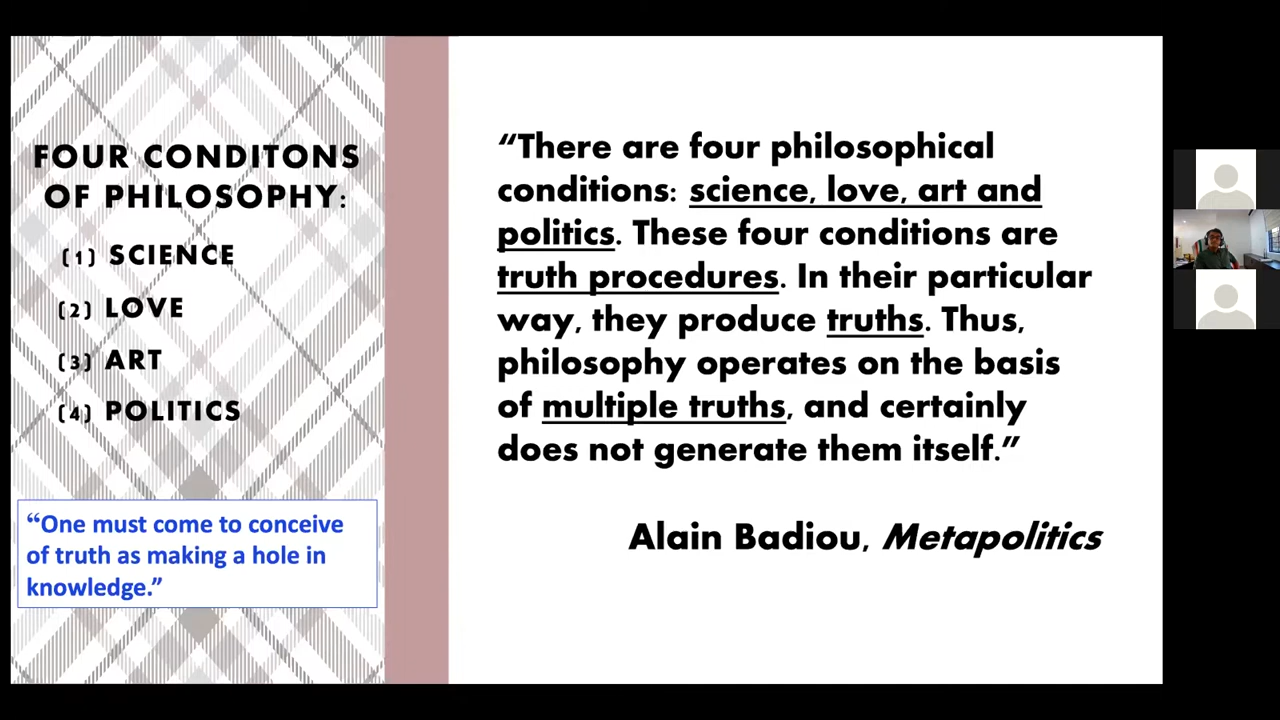 FOUR CONDITONS
OF PHILOSOPHY:
(1) SCIENCE
(2) LOVE
(3) ART
(4) POLITICS
“One must come to conceive
of truth as making a hole in
knowledge.”
“There are four philosophical
conditions: science, love, art and
politics. These four conditions are
truth procedures. In their particular
way, they produce truths. Thus,
philosophy operates on the basis
of multiple truths, and certainly
does not generate them itself.”
Alain Badiou, Metapolitics